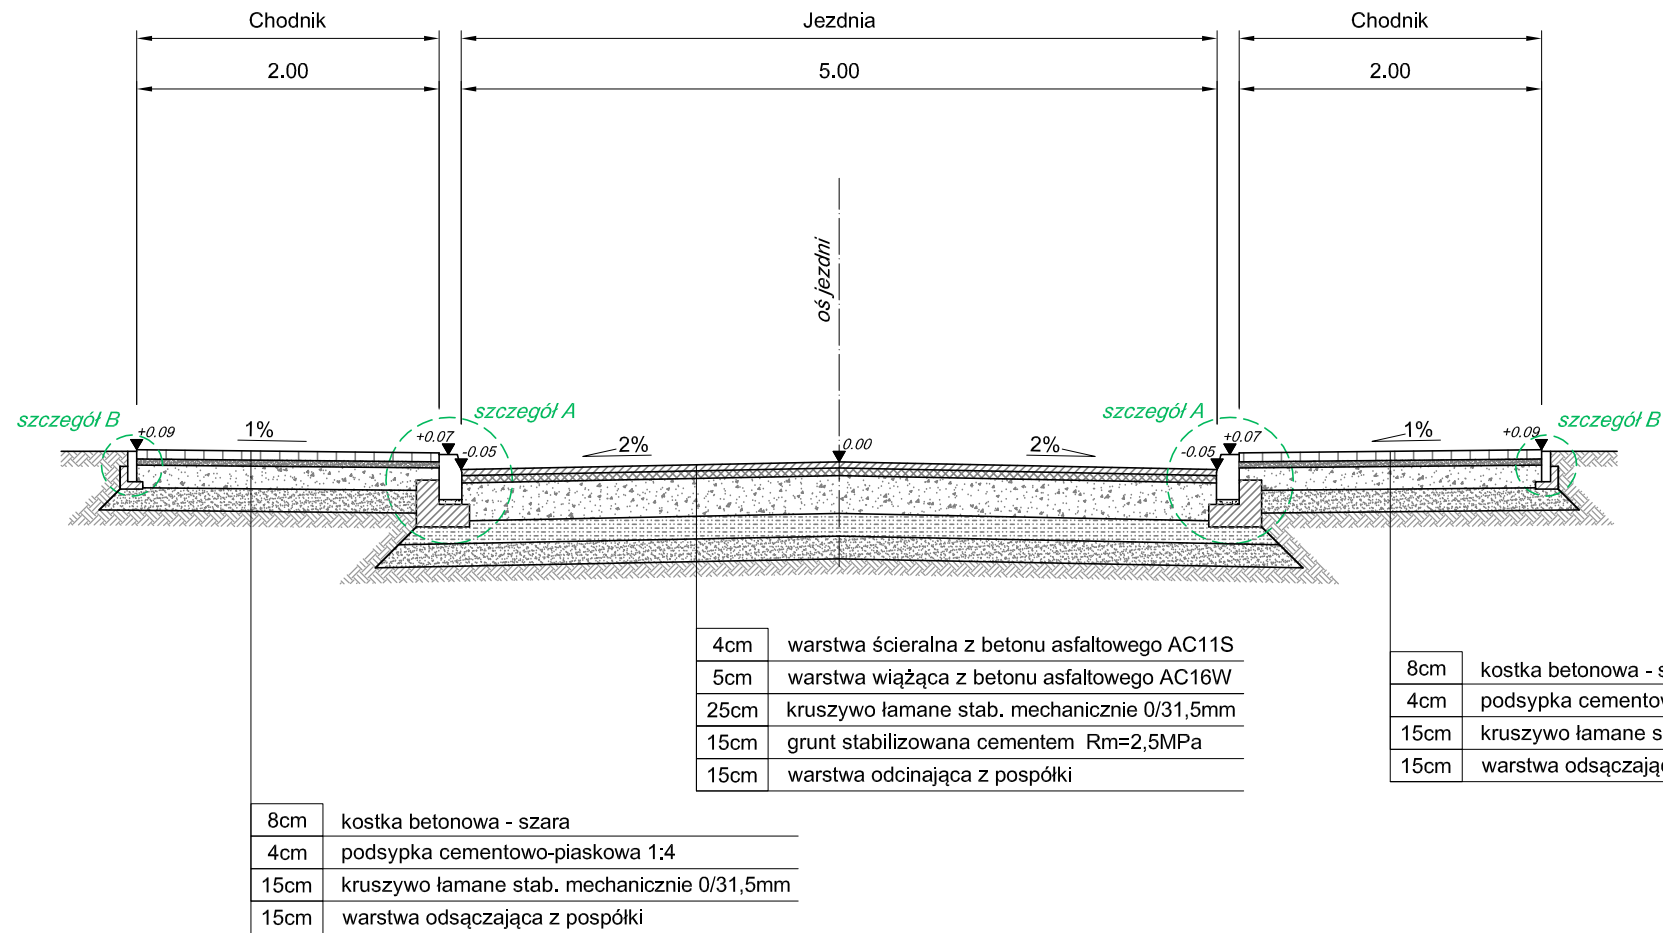 Chodnik Jezdnia Chodnik
2.00 5.00 2.00
oś jezdni
szczegół B +0.09 1% +0.07 szczegół A -0.05 2% 0.00 2% szczegół A +0.07 -0.05 1% +0.09 szczegół B
4cm warstwa ścieralna z betonu asfaltowego AC11S
5cm warstwa wiążąca z betonu asfaltowego AC16W
25cm kruszywo łamane stab. mechanicznie 0/31,5mm
15cm grunt stabilizowana cementem Rm=2,5MPa
15cm warstwa odcinająca z pospółki
8cm kostka betonowa - s
4cm podsypka cemento
15cm kruszywo łamane s
15cm warstwa odsączają
8cm kostka betonowa - szara
4cm podsypka cementowo-piaskowa 1:4
15cm kruszywo łamane stab. mechanicznie 0/31,5mm
15cm warstwa odsączająca z pospółki